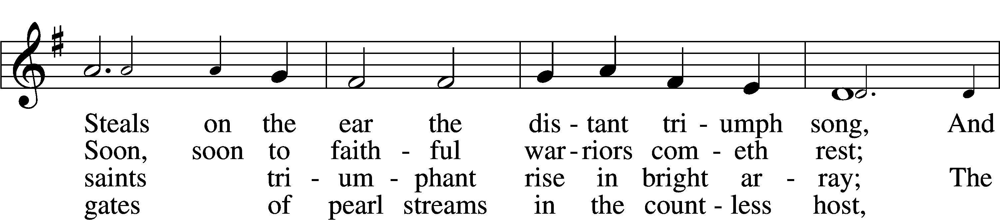 Steals on the ear the dis - tant tri - umph song, And
Soon, soon to faith - ful war - riors com - eth rest;
saints tri - um - phant rise in bright ar - ray; The
gates of pearl streams in the count - less host,